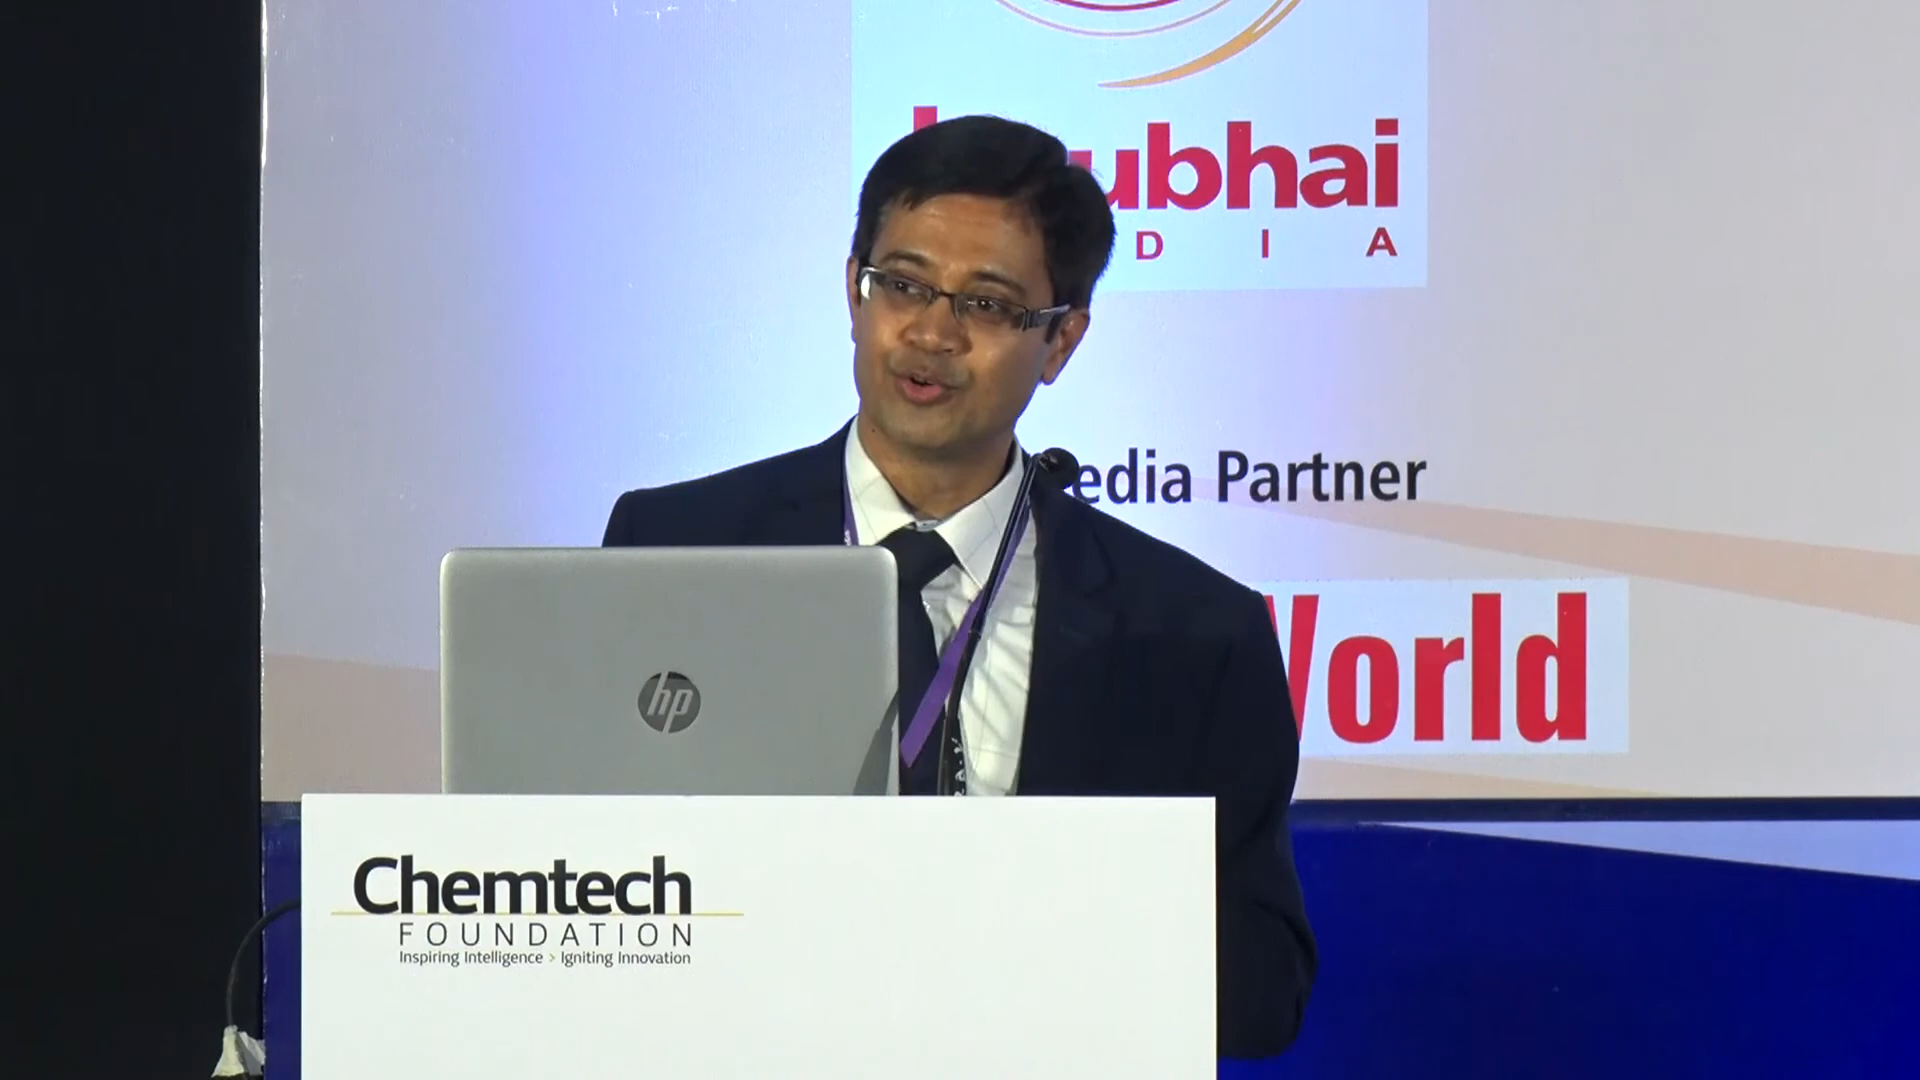 ubhai
D I A
edia Partner
World
hp
Chemtech
FOUNDATION
Inspiring Intelligence > Igniting Innovation